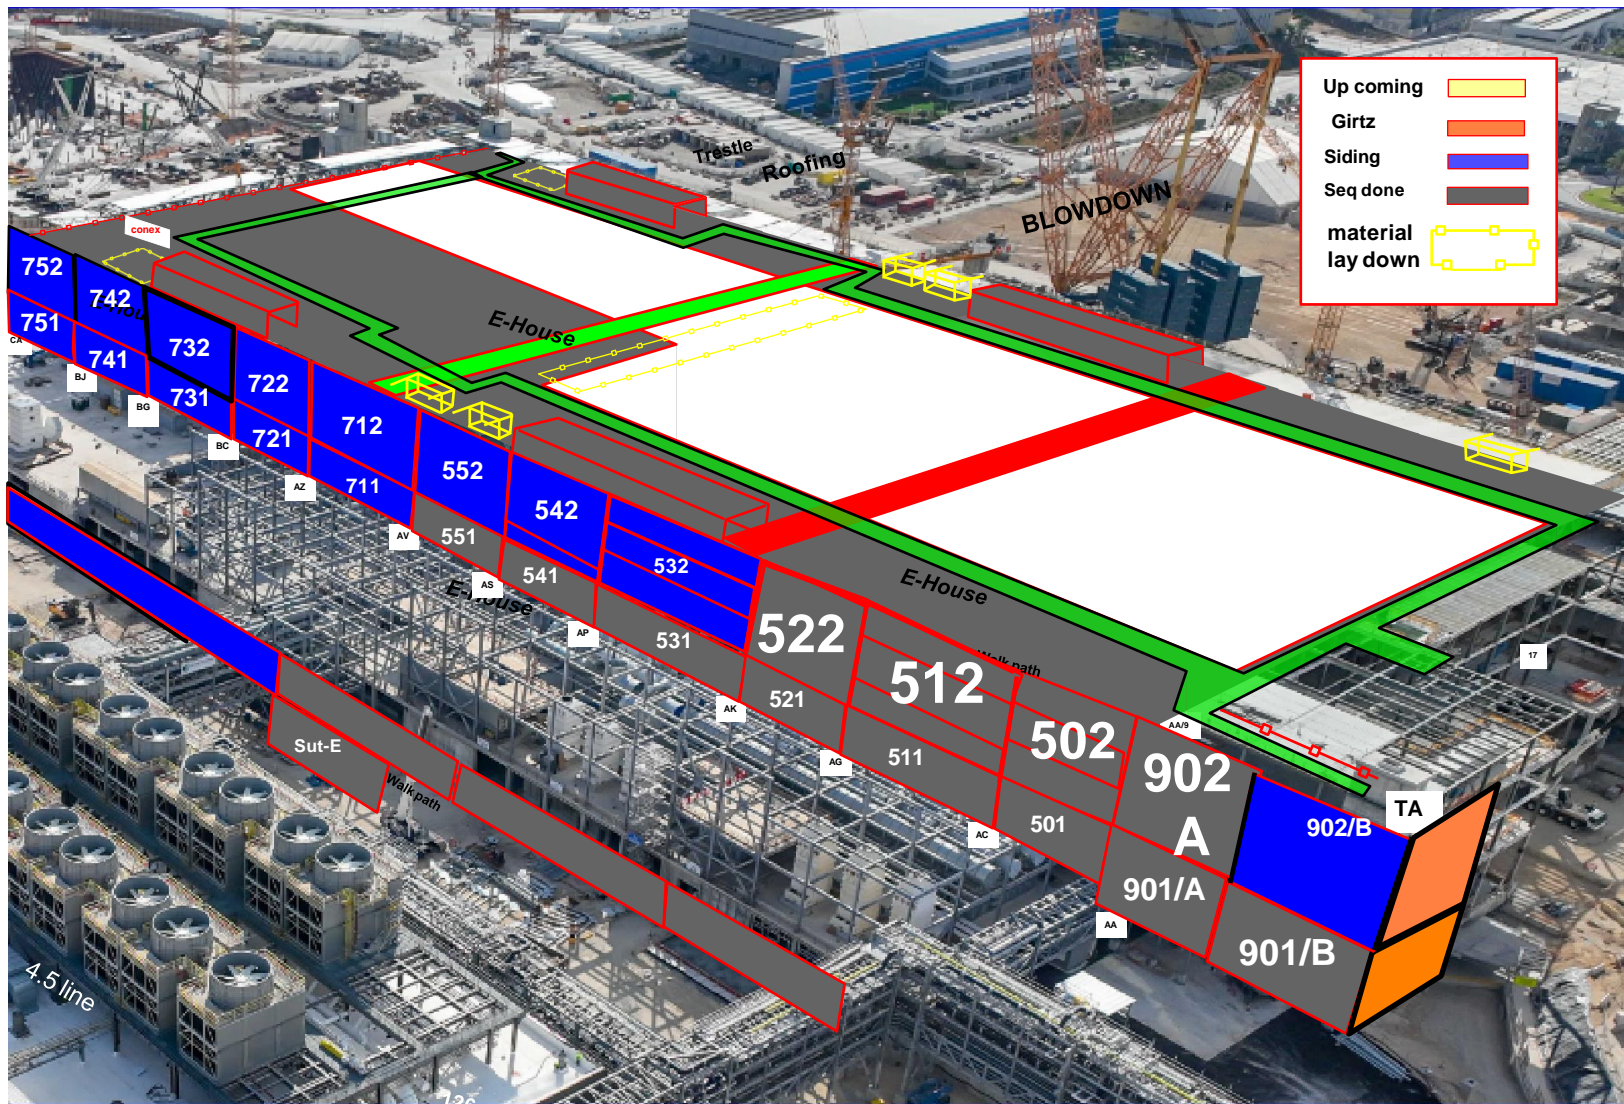 Up coming
Girtz
Siding
Seq done
material
lay down
Trestle
Roofing
BLOWDOWN
conex
E-House
752
742
732
722
712
552
542
532
522
512
502
902
A
902/B
751
741
731
721
711
551
541
531
521
511
501
901/A
901/B
CA
BJ
BG
BC
AZ
AV
AS
AP
AK
AG
AC
AA
AA/9
TA
17
E-House
E-House
Walk path
Sut-E
Walk path
4.5 line